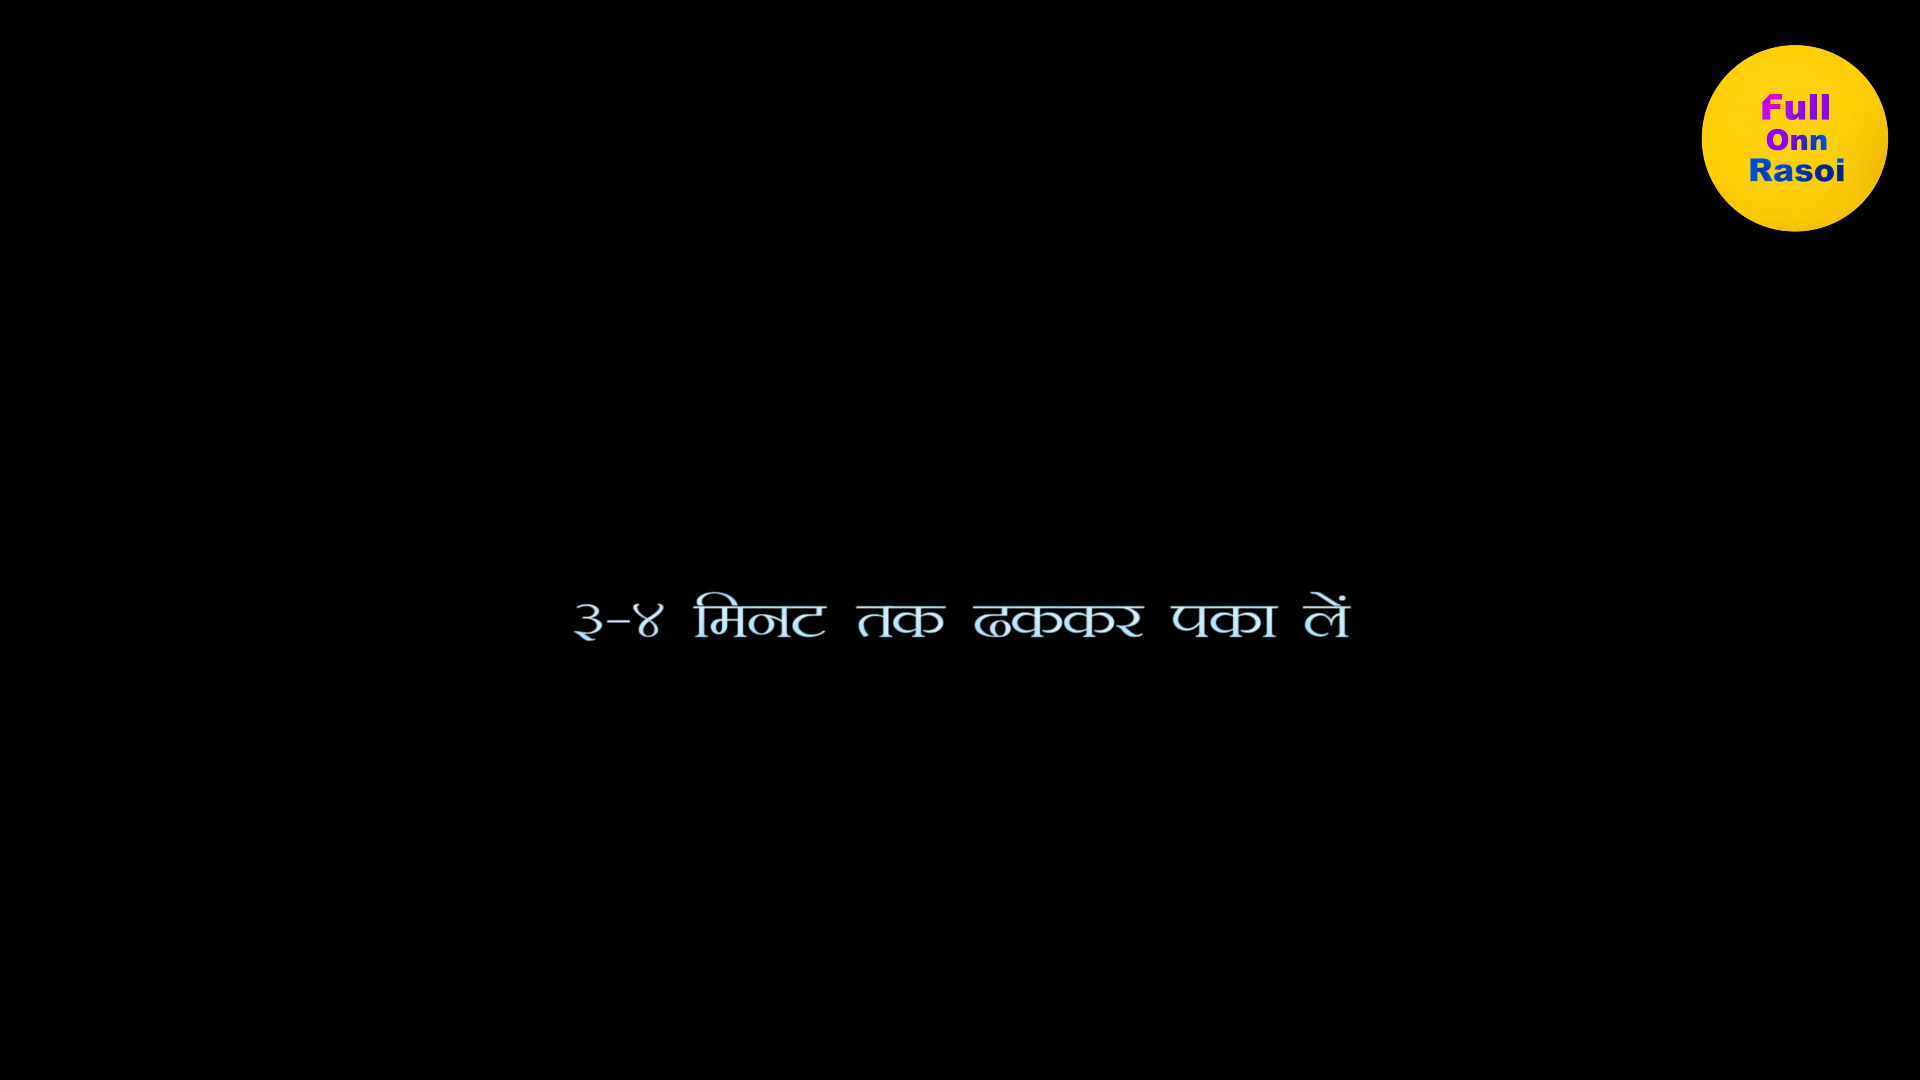 Full
Onn
Rasoi
३-४ मिनट तक ढककर पका लें